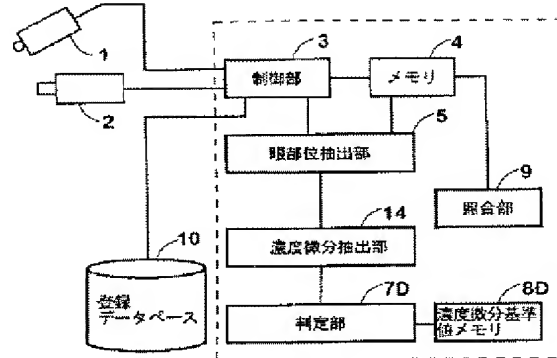 3
4
1
制御部
メモリ
2
5
眼部位抽出部
9
照合部
14
10
濃度微分抽出部
7D
8D
登録
データベース
判定部
濃度微分基準
値メモリ